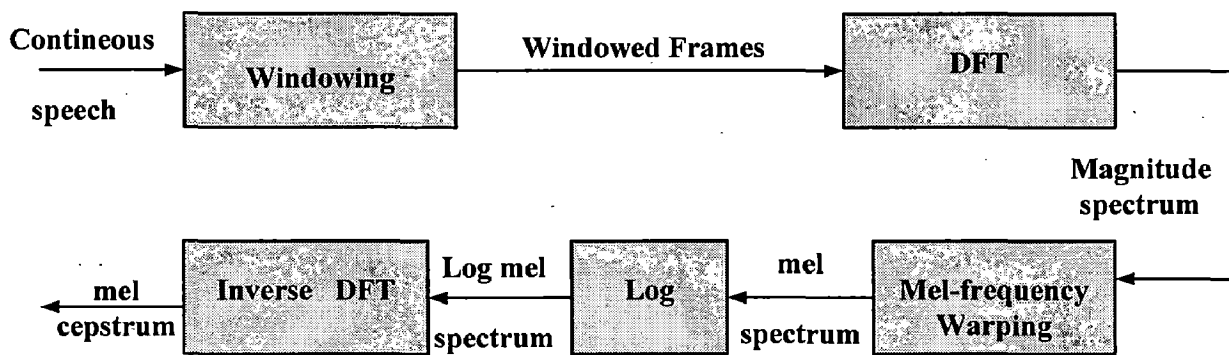 Contineous
speech
Windowing
Windowed Frames
DFT
Magnitude
spectrum
Mel-frequency
Warping
mel
spectrum
Log
Log mel
spectrum
Inverse DFT
mel
cepstrum